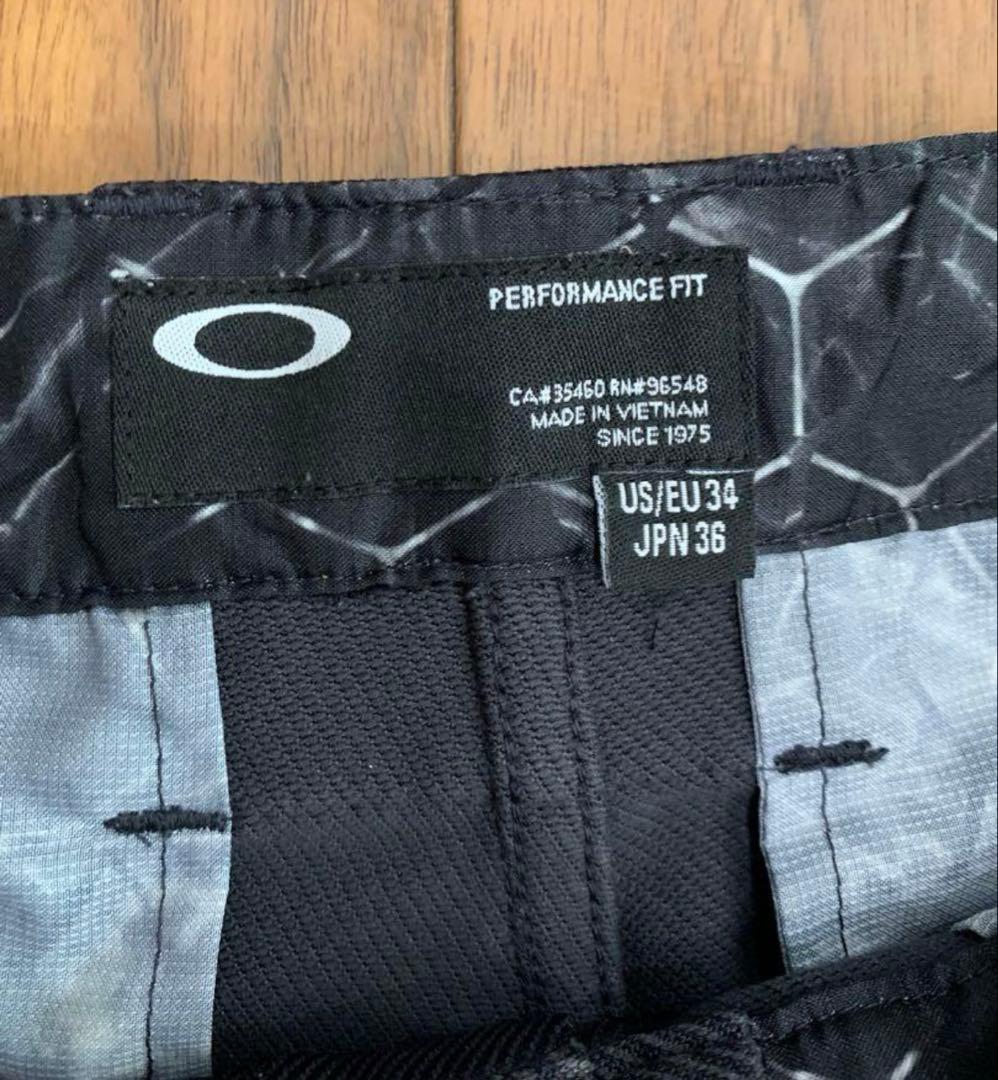 PERFORMANCE FIT
CA#35460 RN#96548
MADE IN VIETNAM
SINCE 1975
US/EU 34
JPN 36